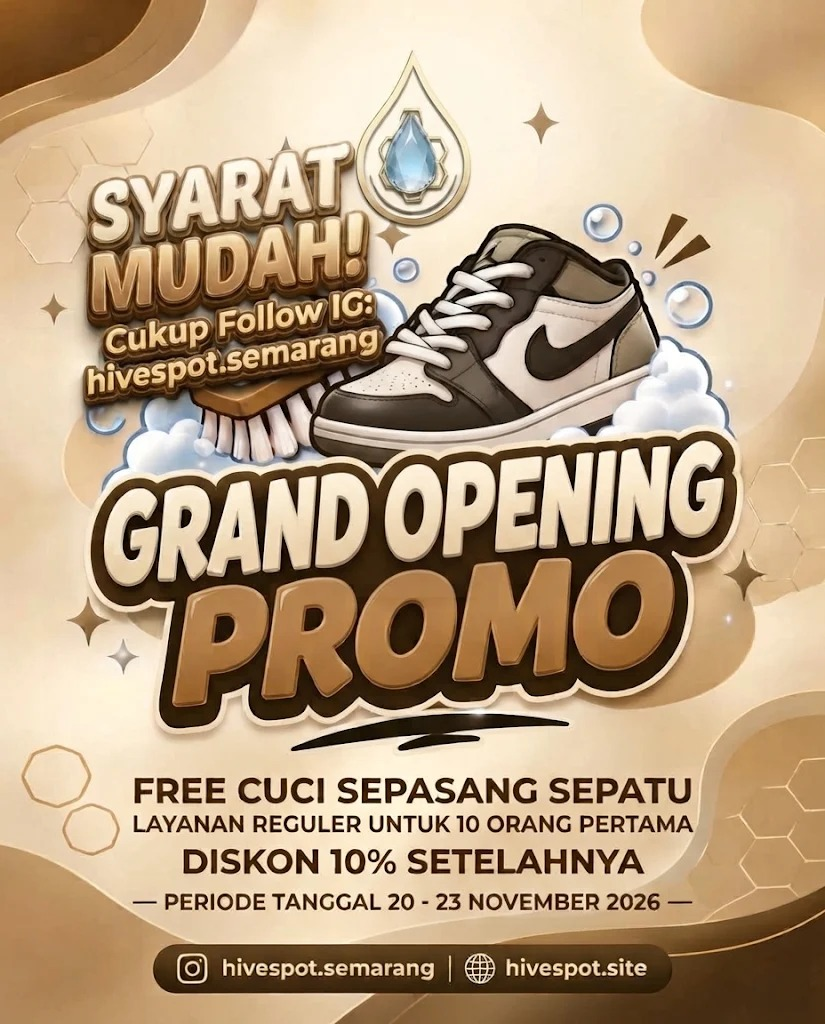 SYARAT
MUDAH!
Cukup Follow IG:
hivespot.semarang
GRAND OPENING
PROMO
FREE CUCI SEPASANG SEPATU
LAYANAN REGULER UNTUK 10 ORANG PERTAMA
DISKON 10% SETELAHNYA
— PERIODE TANGGAL 20 - 23 NOVEMBER 2026 —
hivespot.semarang | hivespot.site